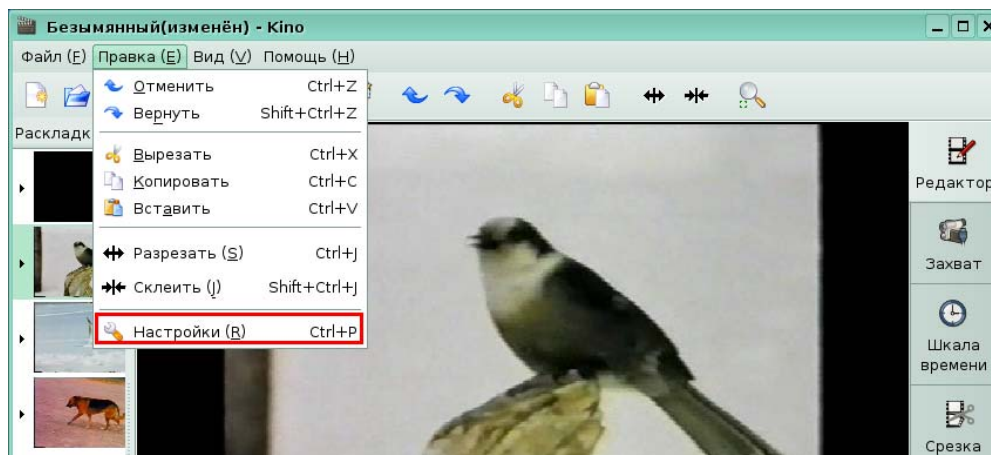 Безымянный(изменён) - Kino
Файл (F) Правка (E) Вид (V) Помощь (H)
Отменить Ctrl+Z
Вернуть Shift+Ctrl+Z
Вырезать Ctrl+X
Копировать Ctrl+C
Вставить Ctrl+V
Разрезать (S) Ctrl+J
Склеить (J) Shift+Ctrl+J
Настройки (R) Ctrl+P
Раскладк
Редактор
Захват
Шкала
времени
Срезка